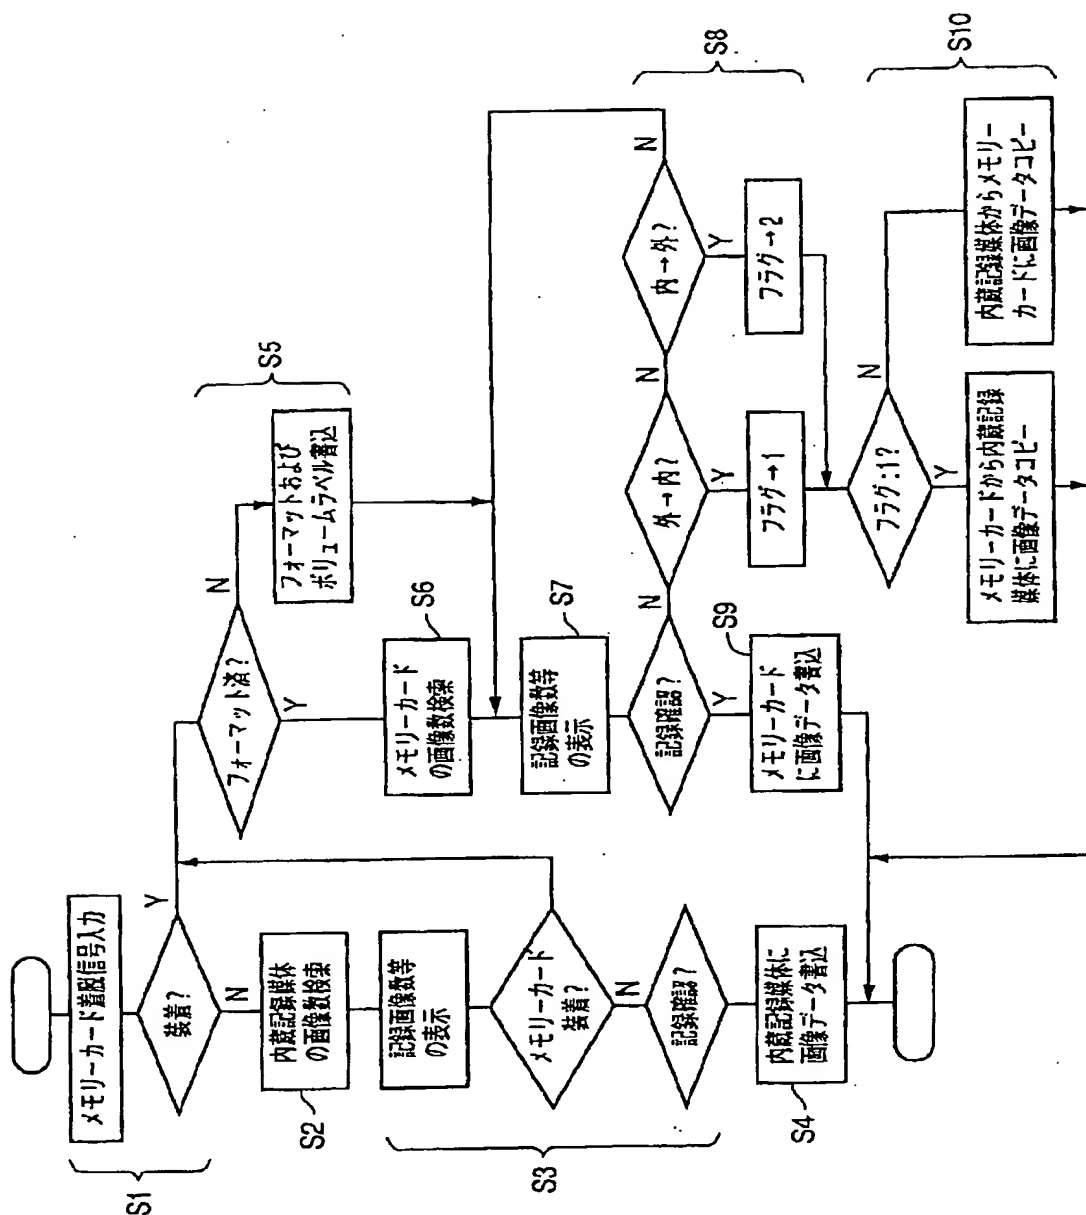 メモリーカード着脱信号入力
S1
装着?
Y
N
内蔵記録媒体
の画像数検索
S2
記録画像数等
の表示
メモリーカード
装着?
N
記録確認?
S3
内蔵記録媒体に
画像データ書込
S4
フォーマット済?
N
Y
フォーマットおよび
ボリュームラベル書込
S5
メモリーカード
の画像数検索
S6
記録画像数等
の表示
S7
記録確認?
N
Y
メモリーカード
に画像データ書込
S9
外→内?
N
Y
フラグ→1
内→外?
N
Y
フラグ→2
S8
フラグ:1?
N
Y
メモリーカードから内蔵記録
媒体に画像データコピー
内蔵記録媒体からメモリー
カードに画像データコピー
S10